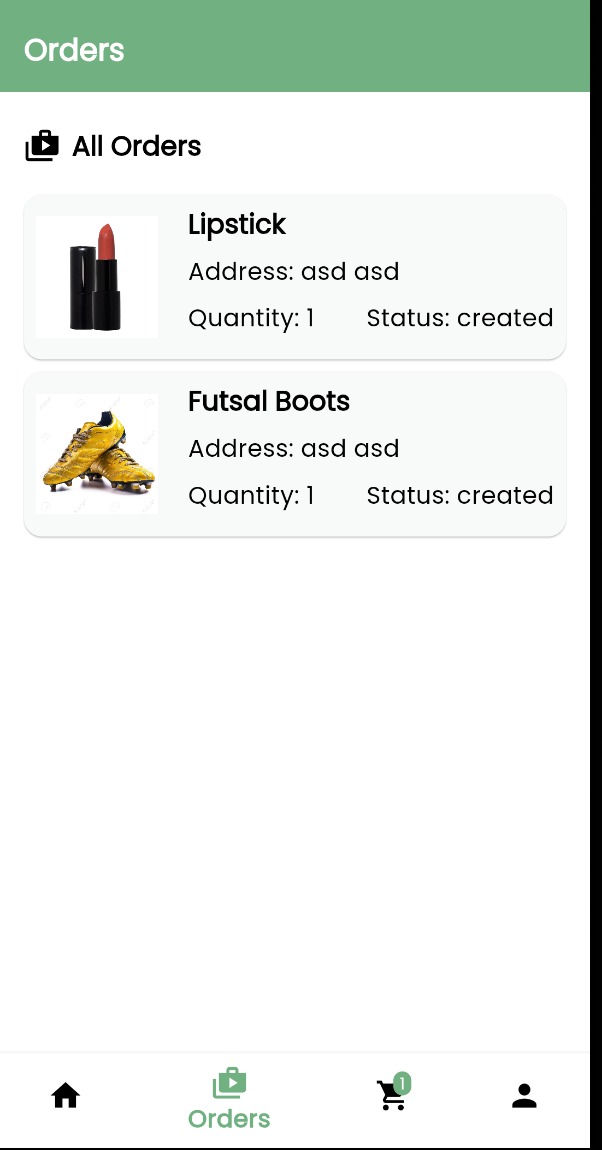 Orders
All Orders
Lipstick
Address: asd asd
Quantity: 1 Status: created
Futsal Boots
Address: asd asd
Quantity: 1 Status: created
1
Orders